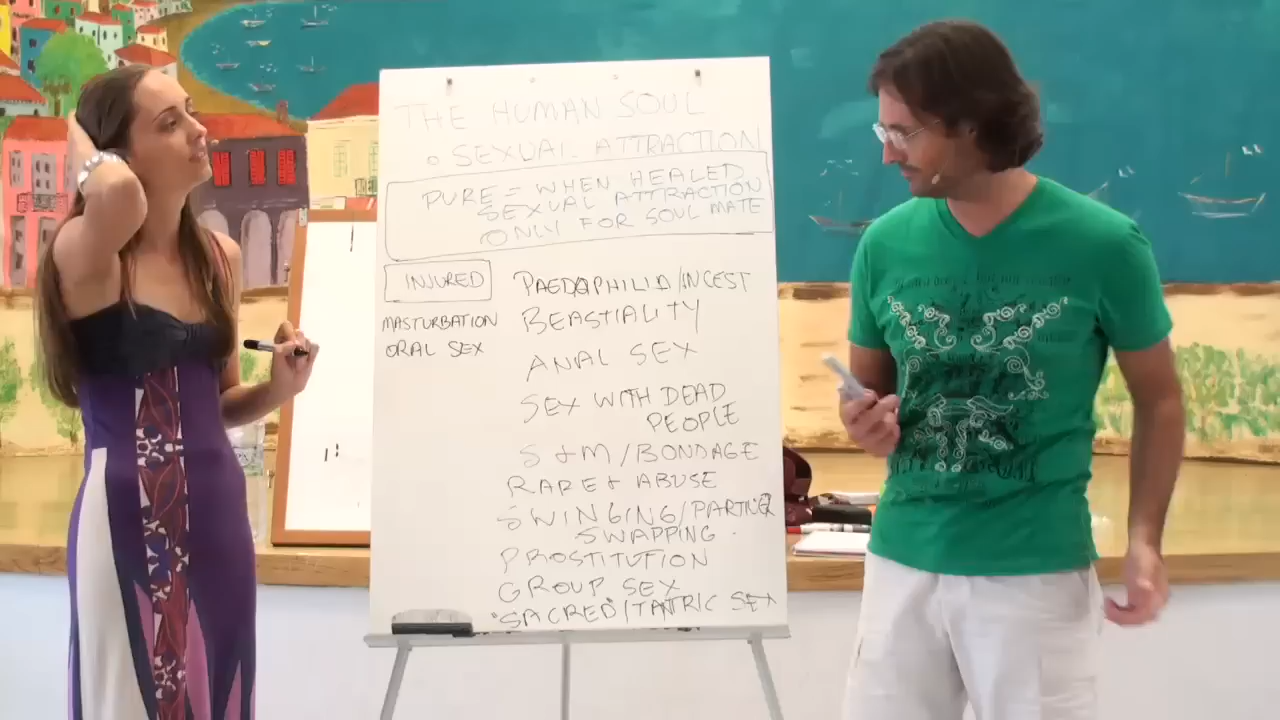 THE HUMAN SOUL
o SEXUAL ATTRACTION
PURE = WHEN HEALED
SEXUAL ATTRACTION
ONLY FOR SOUL MATE
INJURED
MASTURBATION
ORAL SEX
PAEDOPHILIA/INCEST
BEASTIALITY
ANAL SEX
SEX WITH DEAD
PEOPLE
S+M/BONDAGE
RAPE + ABUSE
SWINGING/PARTNER
SWAPPING.
PROSTITUTION
GROUP SEX
"SACRED"/TANTRIC SEX